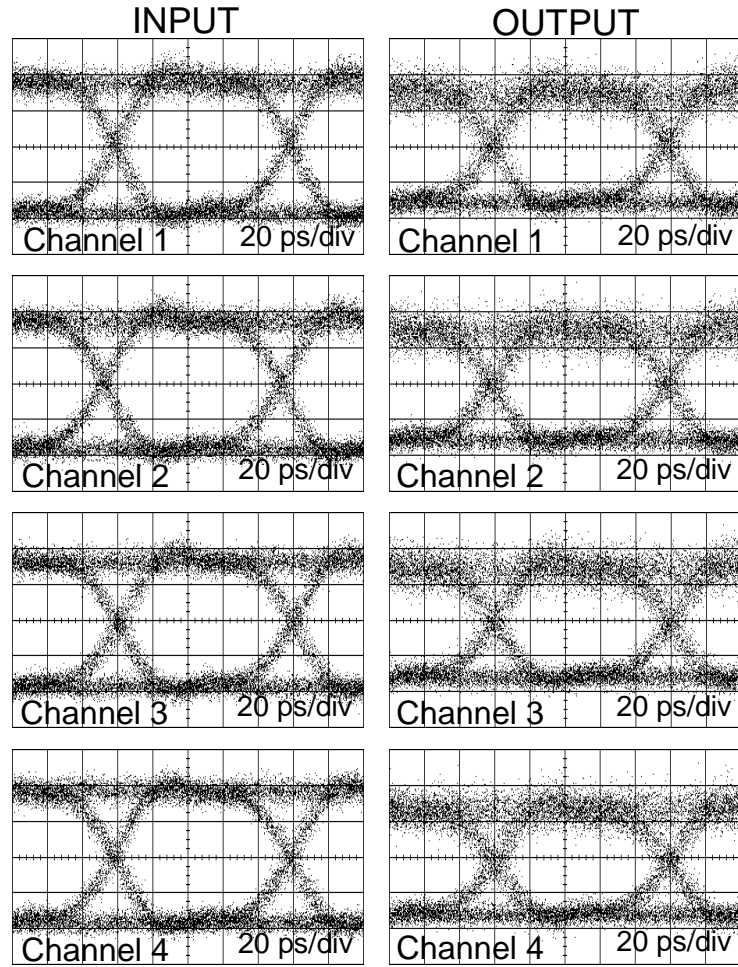 INPUT OUTPUT
Channel 1 20 ps/div Channel 1 20 ps/div
Channel 2 20 ps/div Channel 2 20 ps/div
Channel 3 20 ps/div Channel 3 20 ps/div
Channel 4 20 ps/div Channel 4 20 ps/div